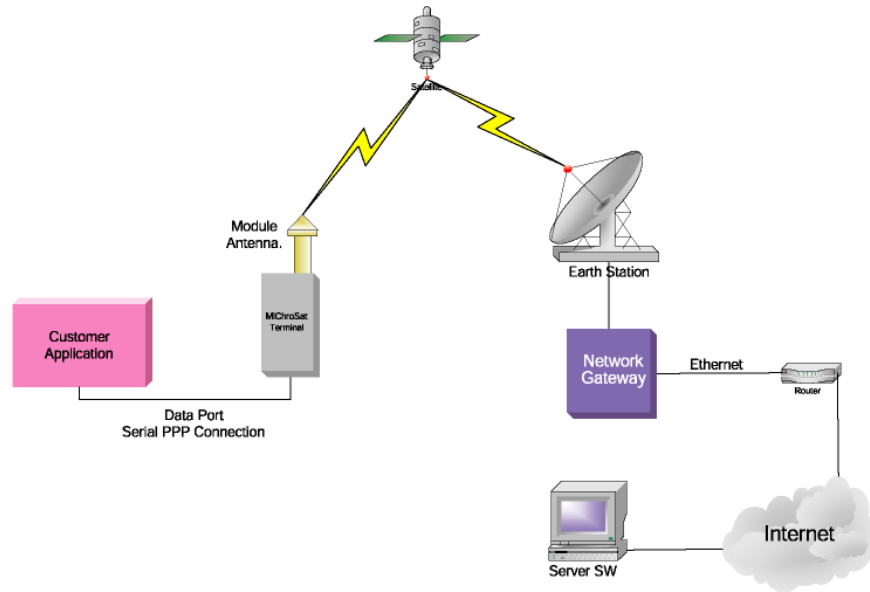 Satellite
Module
Antenna.
Earth Station
MIChroSat
Terminal
Customer
Application
Network
Gateway
Ethernet
Router
Data Port
Serial PPP Connection
Internet
Server SW